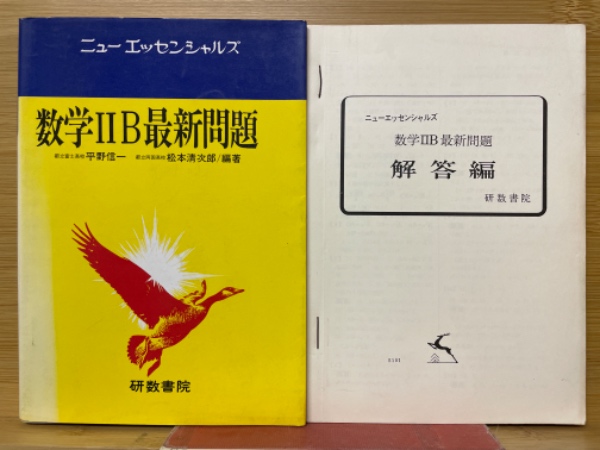 ニューエッセンシャルズ
数学IIB最新問題
平野信一 松本清次郎/編著
研数書院
ニューエッセンシャルズ
数学IIB最新問題
解答編
研数書院